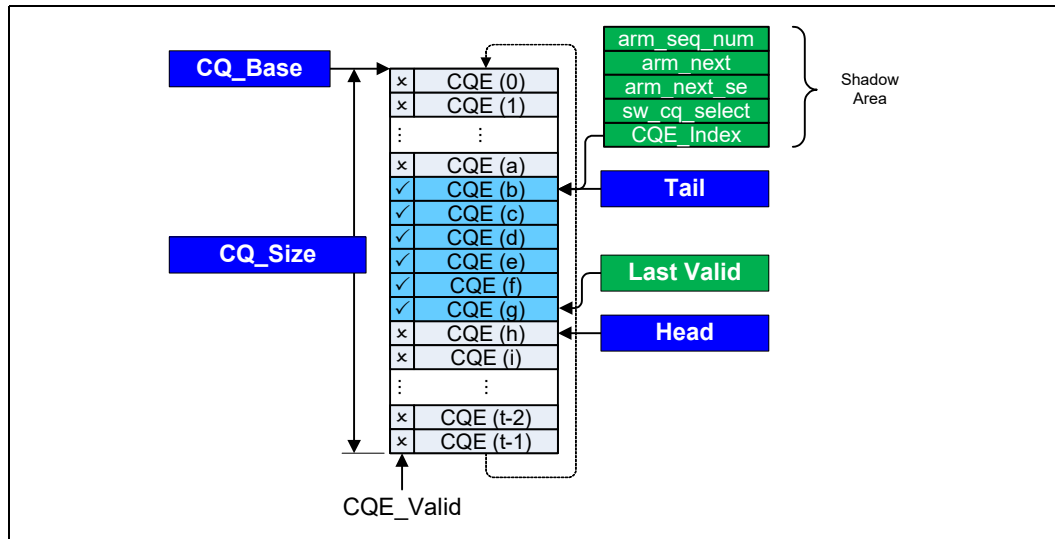 CQ_Base
CQ_Size
x CQE (0)
x CQE (1)
⋮ ⋮
x CQE (a)
✓ CQE (b)
✓ CQE (c)
✓ CQE (d)
✓ CQE (e)
✓ CQE (f)
✓ CQE (g)
x CQE (h)
x CQE (i)
⋮ ⋮
x CQE (t-2)
x CQE (t-1)
CQE_Valid
arm_seq_num
arm_next
arm_next_se
sw_cq_select
CQE_Index
Shadow
Area
Tail
Last Valid
Head